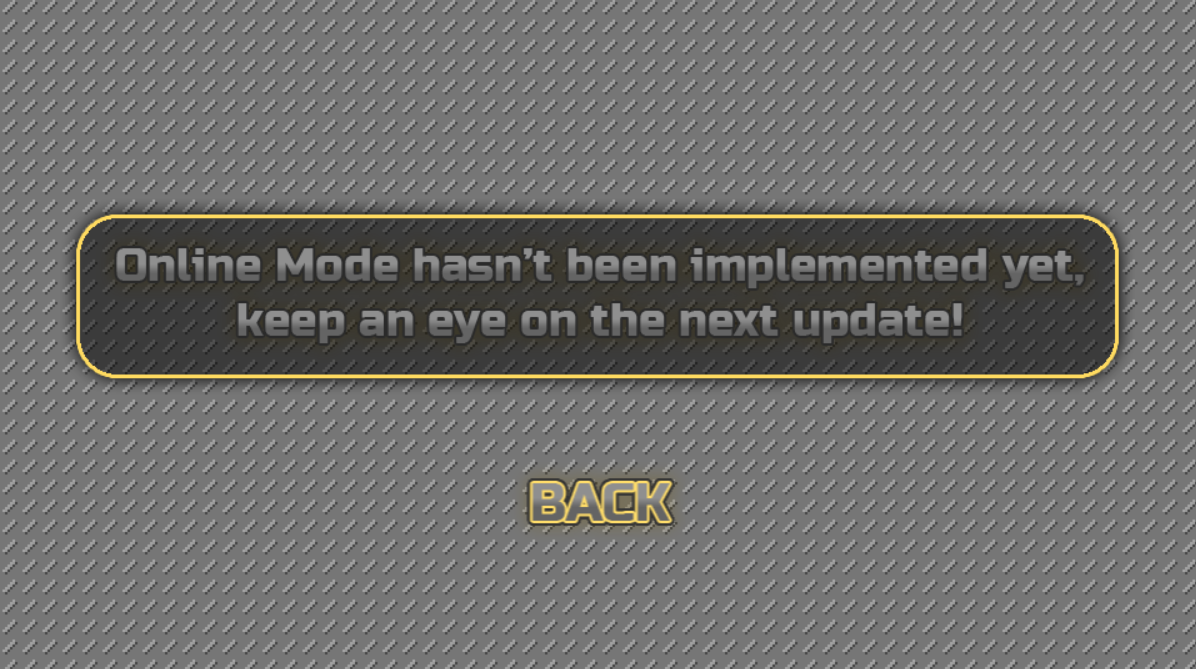 Online Mode hasn't been implemented yet,
keep an eye on the next update!
BACK